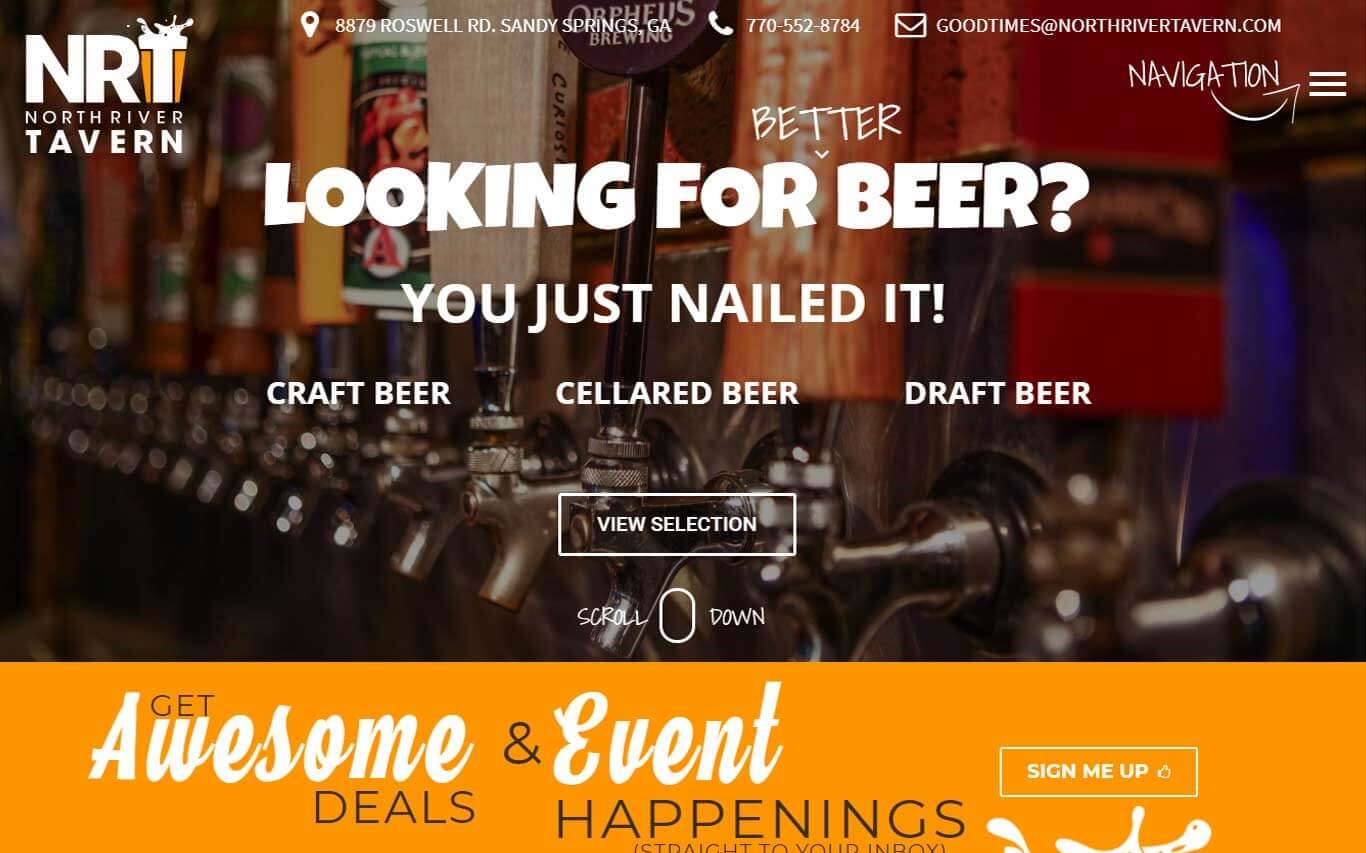 8879 ROSWELL RD. SANDY SPRINGS, GA
770-552-8784
GOODTIMES@NORTHRIVERTAVERN.COM
NRT
NORTH RIVER
TAVERN
NAVIGATION
ORPHEUS
BREWING
BETTER
LOOKING FOR BEER?
YOU JUST NAILED IT!
CRAFT BEER
CELLARED BEER
DRAFT BEER
VIEW SELECTION
SCROLL DOWN
GET
Awesome & Event
DEALS
HAPPENINGS
(STRAIGHT TO YOUR INBOX)
SIGN ME UP